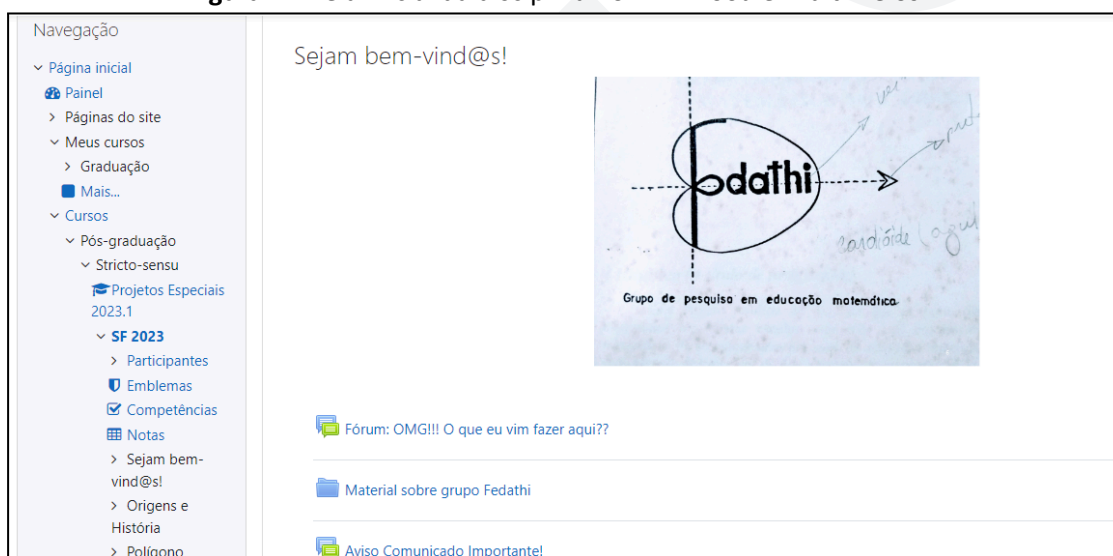 Navegação
Página inicial
Painel
Páginas do site
Meus cursos
Graduação
Mais...
Cursos
Pós-graduação
Stricto-sensu
Projetos Especiais
2023.1
SF 2023
Participantes
Emblemas
Competências
Notas
Sejam bem-
vind@s!
Origens e
História
Polígono
Sejam bem-vind@s!
fedathi
cardióide (aqui
Grupo de pesquisa em educação matemática
Fórum: OMG!!! O que eu vim fazer aqui??
Material sobre grupo Fedathi
Aviso Comunicado Importante!